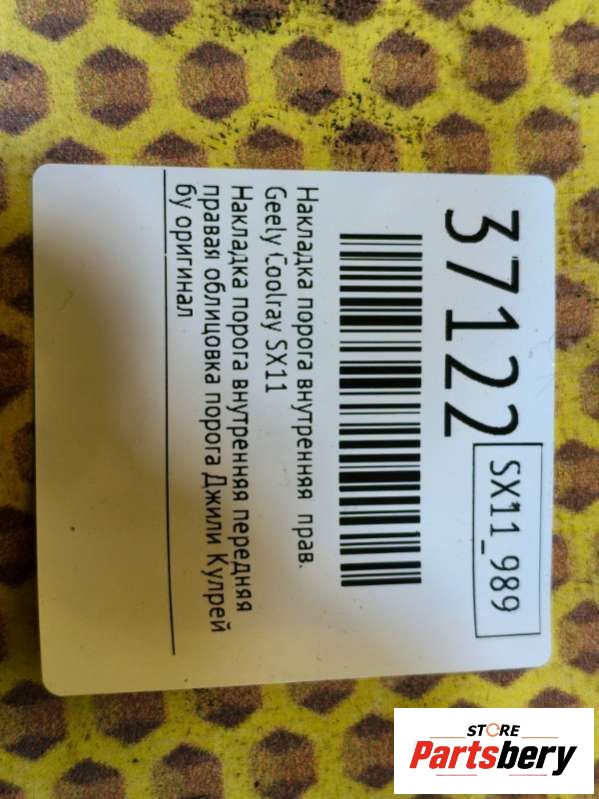 37122
SX11_989
Накладка порога внутренняя прав.
Geely Coolray SX11
Накладка порога внутренняя передняя
правая облицовка порога Джили Кулрей
бу оригинал
STORE
Partsbery